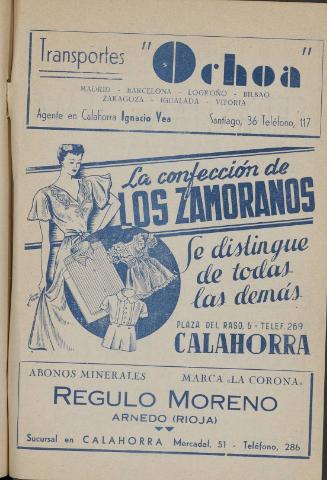 Transportes "Ochoa"
MADRID - BARCELONA - LOGROÑO - BILBAO
ZARAGOZA - IGUALADA - VITORIA
Agente en Calahorra Ignacio Vea Santiago, 36 Teléfono, 117
La confección de
LOS ZAMORANOS
Se distingue
de todas
las demás
PLAZA DEL RASO, 6 - TELEF. 269
CALAHORRA
ABONOS MINERALES MARCA «LA CORONA»
REGULO MORENO
ARNEDO (RIOJA)
Sucursal en CALAHORRA Mercadal, 51 - Teléfono, 286